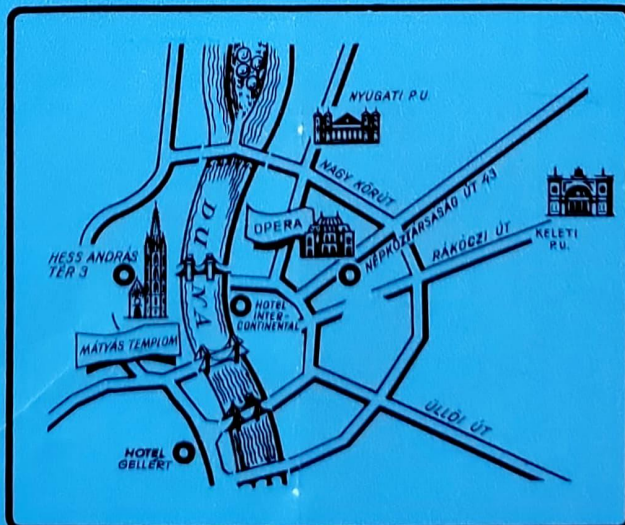 NYUGATI P.U.
NAGY KÖRÚT
NÉPKÖZTÁRSASÁG ÚT 43
OPERA
RÁKÓCZI ÚT
KELETI
P.U.
HESS ANDRÁS
TÉR 3
DUNA
HOTEL
INTER-
CONTINENTAL
MÁTYÁS TEMPLOM
ÜLLŐI ÚT
HOTEL
GELLÉRT